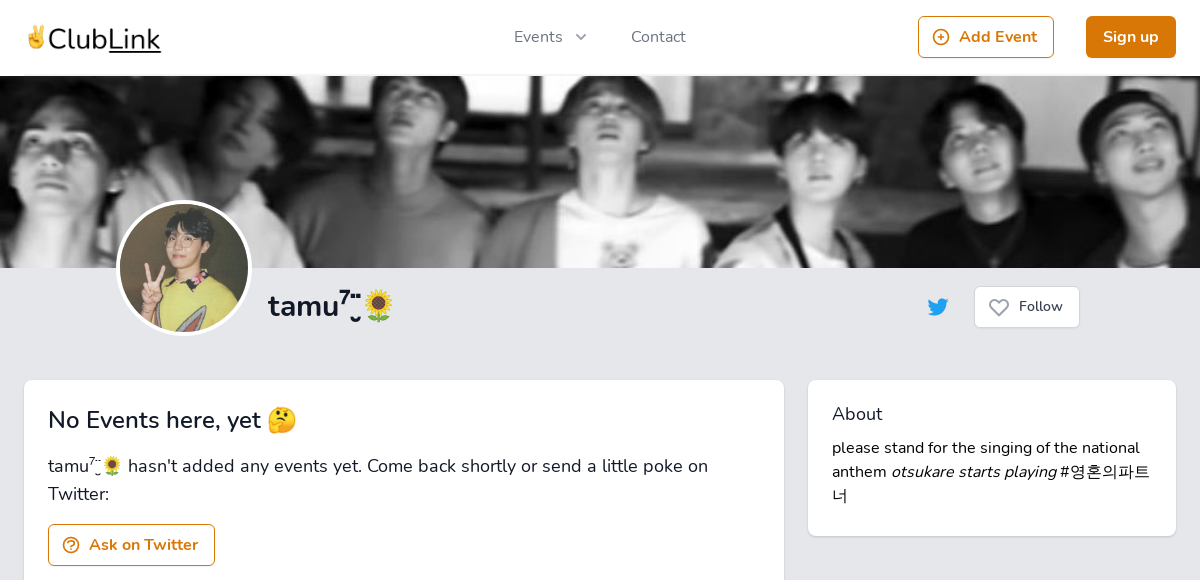 ✌️ClubLink
Events
Contact
Add Event
Sign up
tamu⁷¨̮🌻
Follow
No Events here, yet 🤔
tamu⁷¨̮🌻 hasn't added any events yet. Come back shortly or send a little poke on
Twitter:
Ask on Twitter
About
please stand for the singing of the national
anthem otsukare starts playing #영혼의파트
너